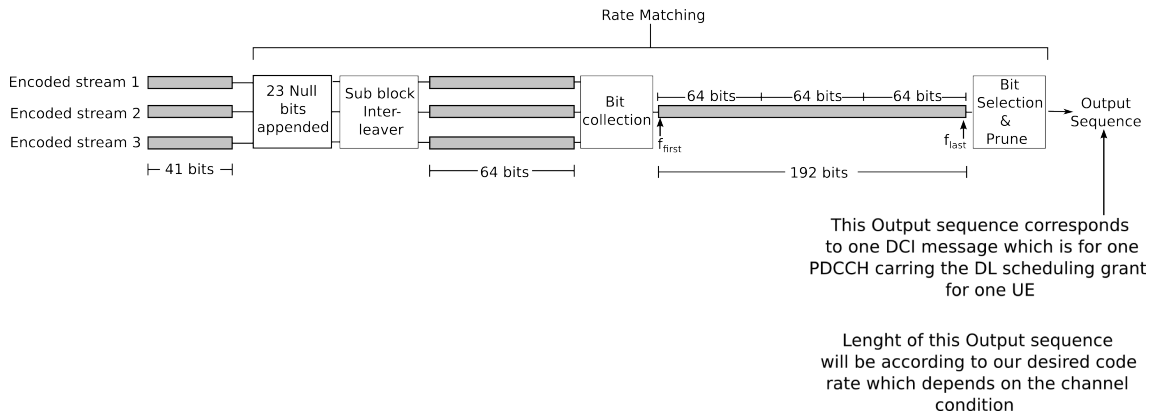 Rate Matching
Encoded stream 1
Encoded stream 2
Encoded stream 3
23 Null
bits
appended
Sub block
Inter-
leaver
Bit
collection
64 bits
64 bits
64 bits
f first
f last
Bit
Selection
&
Prune
Output
Sequence
41 bits
64 bits
192 bits
This Output sequence corresponds
to one DCI message which is for one
PDCCH carring the DL scheduling grant
for one UE
Lenght of this Output sequence
will be according to our desired code
rate which depends on the channel
condition